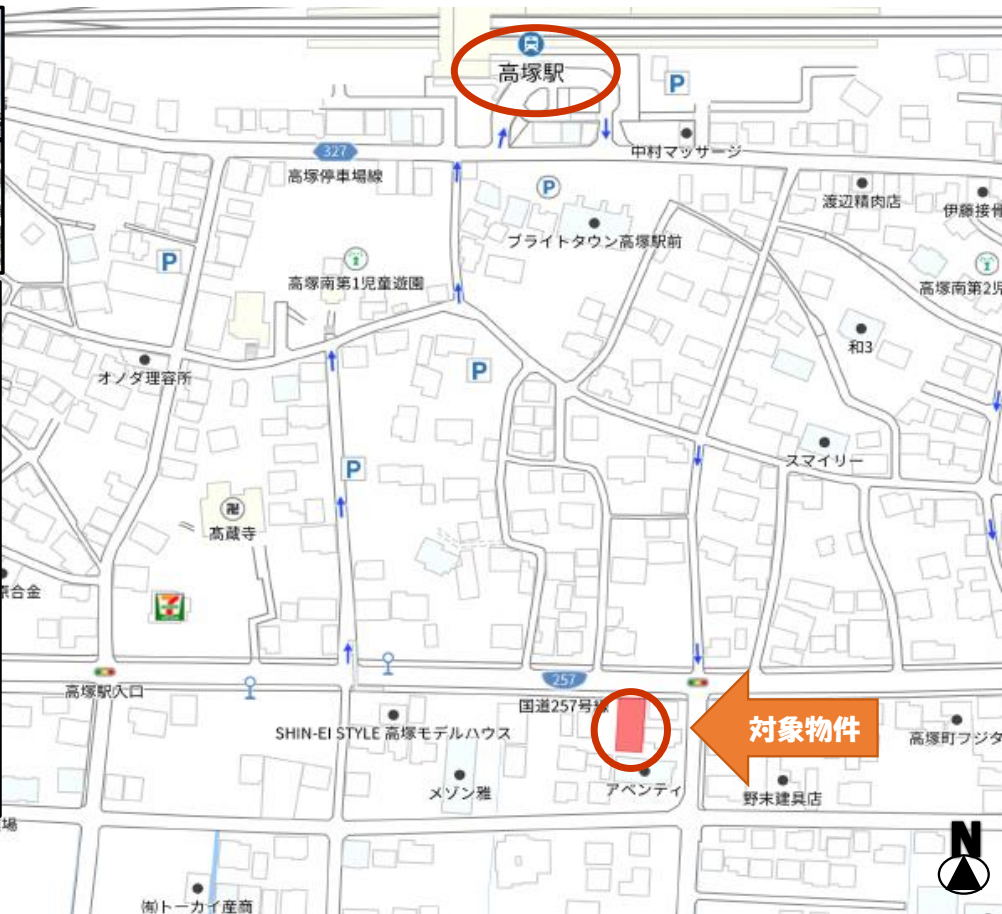 高塚駅
P
中村マッサージ
327
高塚停車場線
P
渡辺精肉店
伊藤接
ブライトタウン高塚駅前
P
高塚南第1児童遊園
高塚南第2児
和3
オノダ理容所
P
スマイリー
P
卍
髙蔵寺
合金
7
高塚駅入口
257
国道257号線
SHIN-EI STYLE 高塚モデルハウス
対象物件
高塚町フジタ
メゾン雅
アベンティ
野末建具店
場
N
㈲トーカイ産商